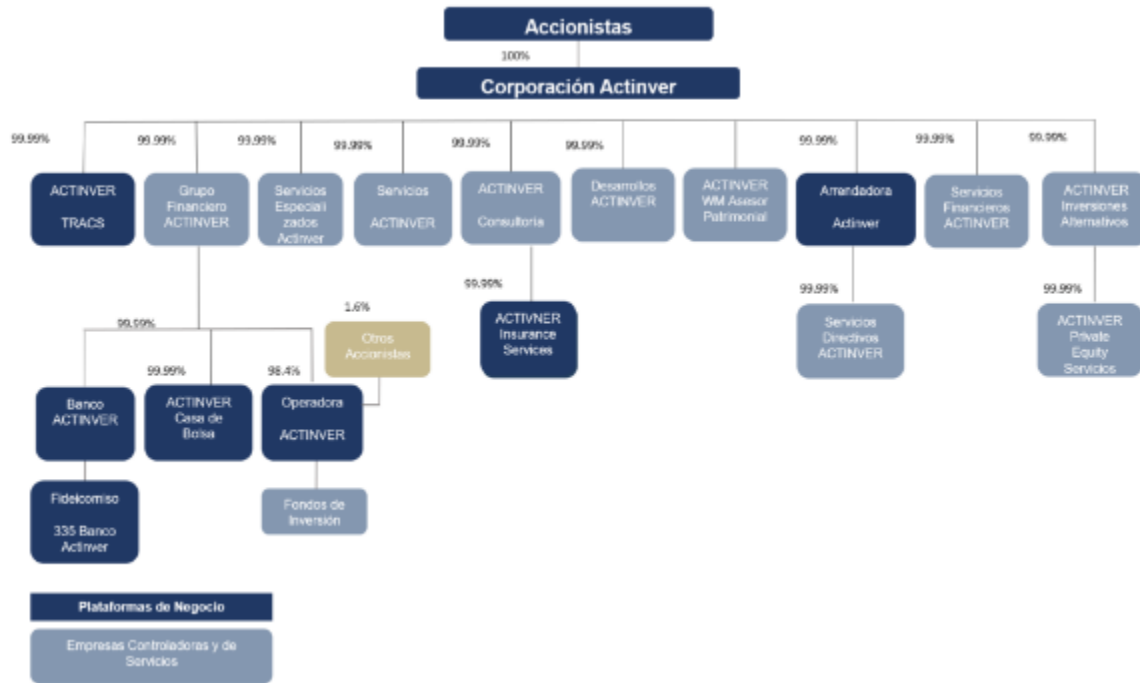 Accionistas
100%
Corporación Actinver
99.99%
99.99%
99.99%
99.99%
99.99%
99.99%
99.99%
99.99%
99.99%
ACTINVER
TRACS
Grupo
Financiero
ACTINVER
Servicios
Especiali
zados
Actinver
Servicios
ACTINVER
ACTINVER
Consultoría
Desarrollos
ACTINVER
ACTINVER
WM Asesor
Patrimonial
Arrendadora
Actinver
Servicios
Financieros
ACTINVER
ACTINVER
Inversiones
Alternativos
99.99%
99.99%
99.99%
1.6%
99.99%
Otros
Accionistas
ACTIVNER
Insurance
Services
Servicios
Directivos
ACTINVER
ACTINVER
Private
Equity
Servicios
99.99%
98.4%
Banco
ACTINVER
ACTINVER
Casa de
Bolsa
Operadora
ACTINVER
Fideicomiso
335 Banco
Actinver
Fondos de
Inversión
Plataformas de Negocio
Empresas Controladoras y de
Servicios